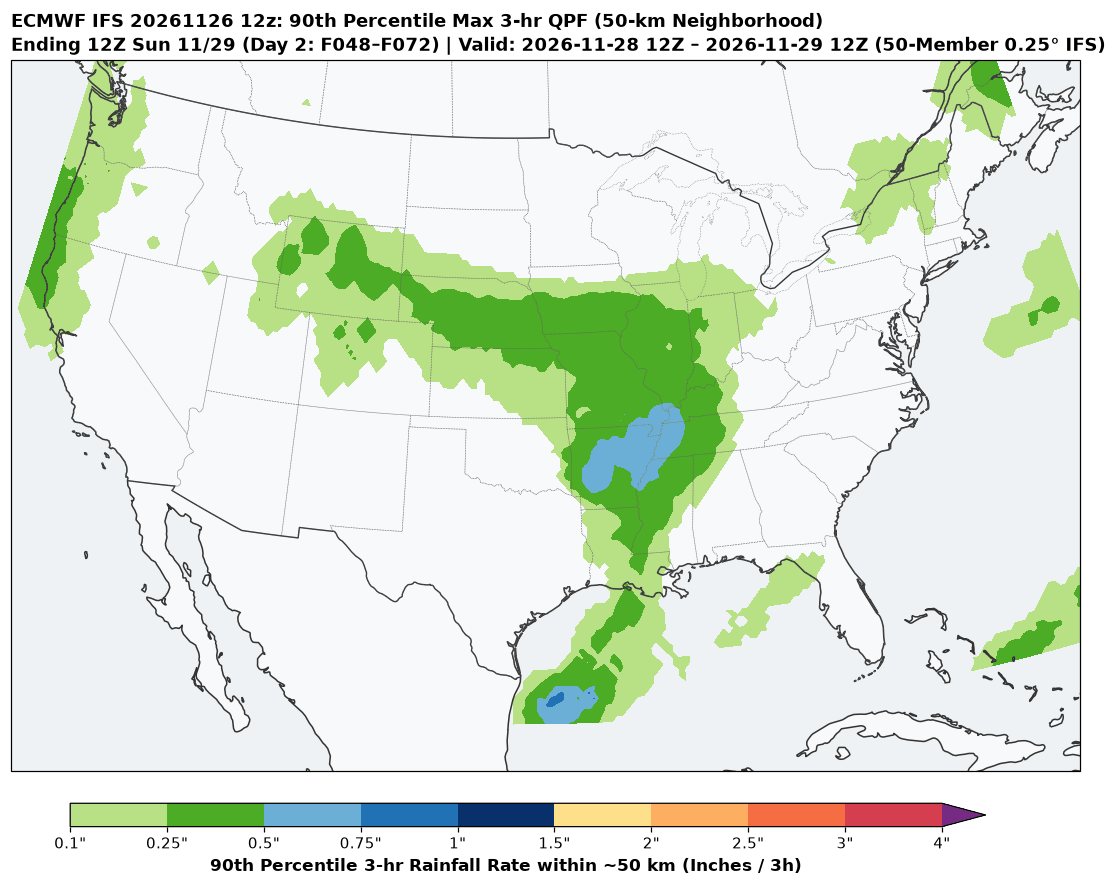 ECMWF IFS 20261126 12z: 90th Percentile Max 3-hr QPF (50-km Neighborhood)
Ending 12Z Sun 11/29 (Day 2: F048–F072) | Valid: 2026-11-28 12Z – 2026-11-29 12Z (50-Member 0.25° IFS)
0.1" 0.25" 0.5" 0.75" 1" 1.5" 2" 2.5" 3" 4"
90th Percentile 3-hr Rainfall Rate within ~50 km (Inches / 3h)